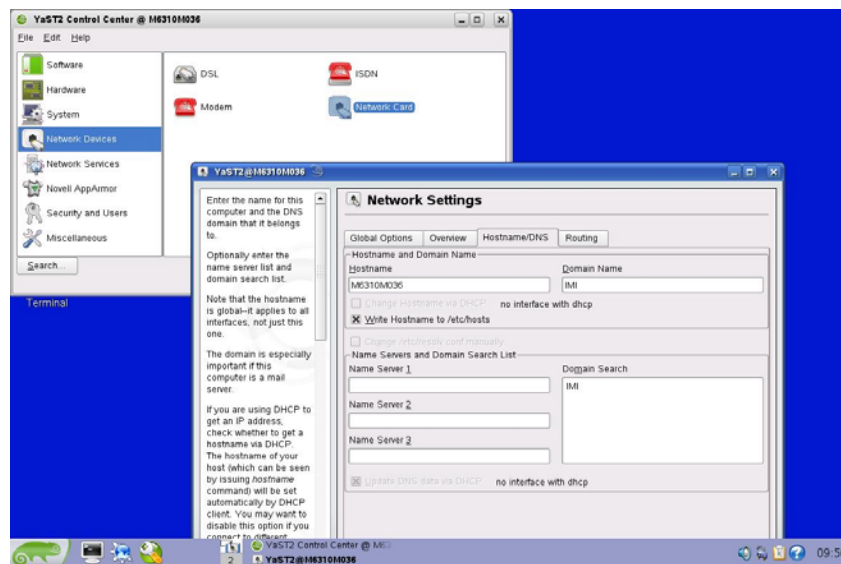 YaST2 Control Center @ M6310M036
File Edit Help
Software
Hardware
System
Network Devices
Network Services
Novell AppArmor
Security and Users
Miscellaneous
Search...
DSL
ISDN
Modem
Network Card
Terminal
YaST2@M6310M036
Enter the name for this
computer and the DNS
domain that it belongs
to.
Optionally enter the
name server list and
domain search list.
Note that the hostname
is global--it applies to all
interfaces, not just this
one.
The domain is especially
important if this
computer is a mail
server.
If you are using DHCP to
get an IP address,
check whether to get a
hostname via DHCP.
The hostname of your
host (which can be seen
by issuing hostname
command) will be set
automatically by DHCP
client. You may want to
disable this option if you
connect to different
Network Settings
Global Options Overview Hostname/DNS Routing
Hostname and Domain Name
Hostname Domain Name
M6310M036 IMI
Change Hostname via DHCP no interface with dhcp
Write Hostname to /etc/hosts
Change /etc/resolv.conf manually
Name Servers and Domain Search List
Name Server 1 Domain Search
IMI
Name Server 2
Name Server 3
Update DNS data via DHCP no interface with dhcp
2
YaST2 Control Center @ M63
YaST2@M6310M036
09:5